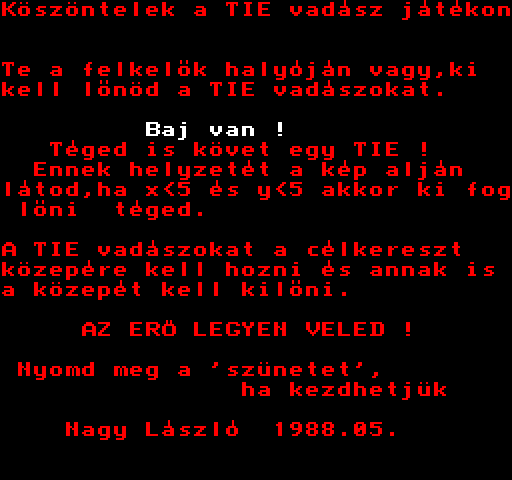 Köszöntelek a TIE vadász játékon
Te a felkelök halyóján vagy,ki
kell lönöd a TIE vadászokat.
Baj van !
Téged is követ egy TIE !
Ennek helyzetét a kép alján
látod,ha x<5 és y<5 akkor ki fog
löni téged.
A TIE vadászokat a célkereszt
közepére kell hozni és annak is
a közepét kell kilöni.
AZ ERÖ LEGYEN VELED !
Nyomd meg a 'szünetet',
ha kezdhetjük
Nagy László 1988.05.